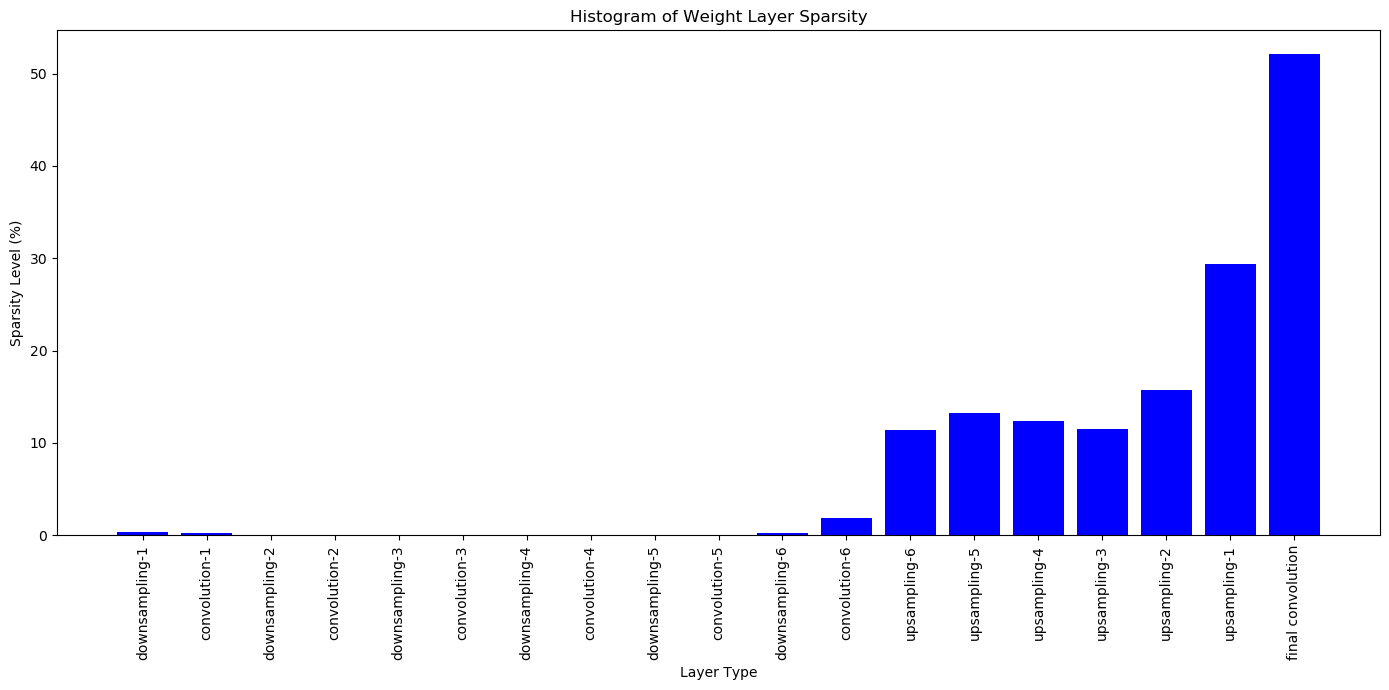 Histogram of Weight Layer Sparsity
Sparsity Level (%)
50
40
30
20
10
0
downsampling-1
convolution-1
downsampling-2
convolution-2
downsampling-3
convolution-3
downsampling-4
convolution-4
downsampling-5
convolution-5
downsampling-6
convolution-6
upsampling-6
upsampling-5
upsampling-4
upsampling-3
upsampling-2
upsampling-1
final convolution
Layer Type